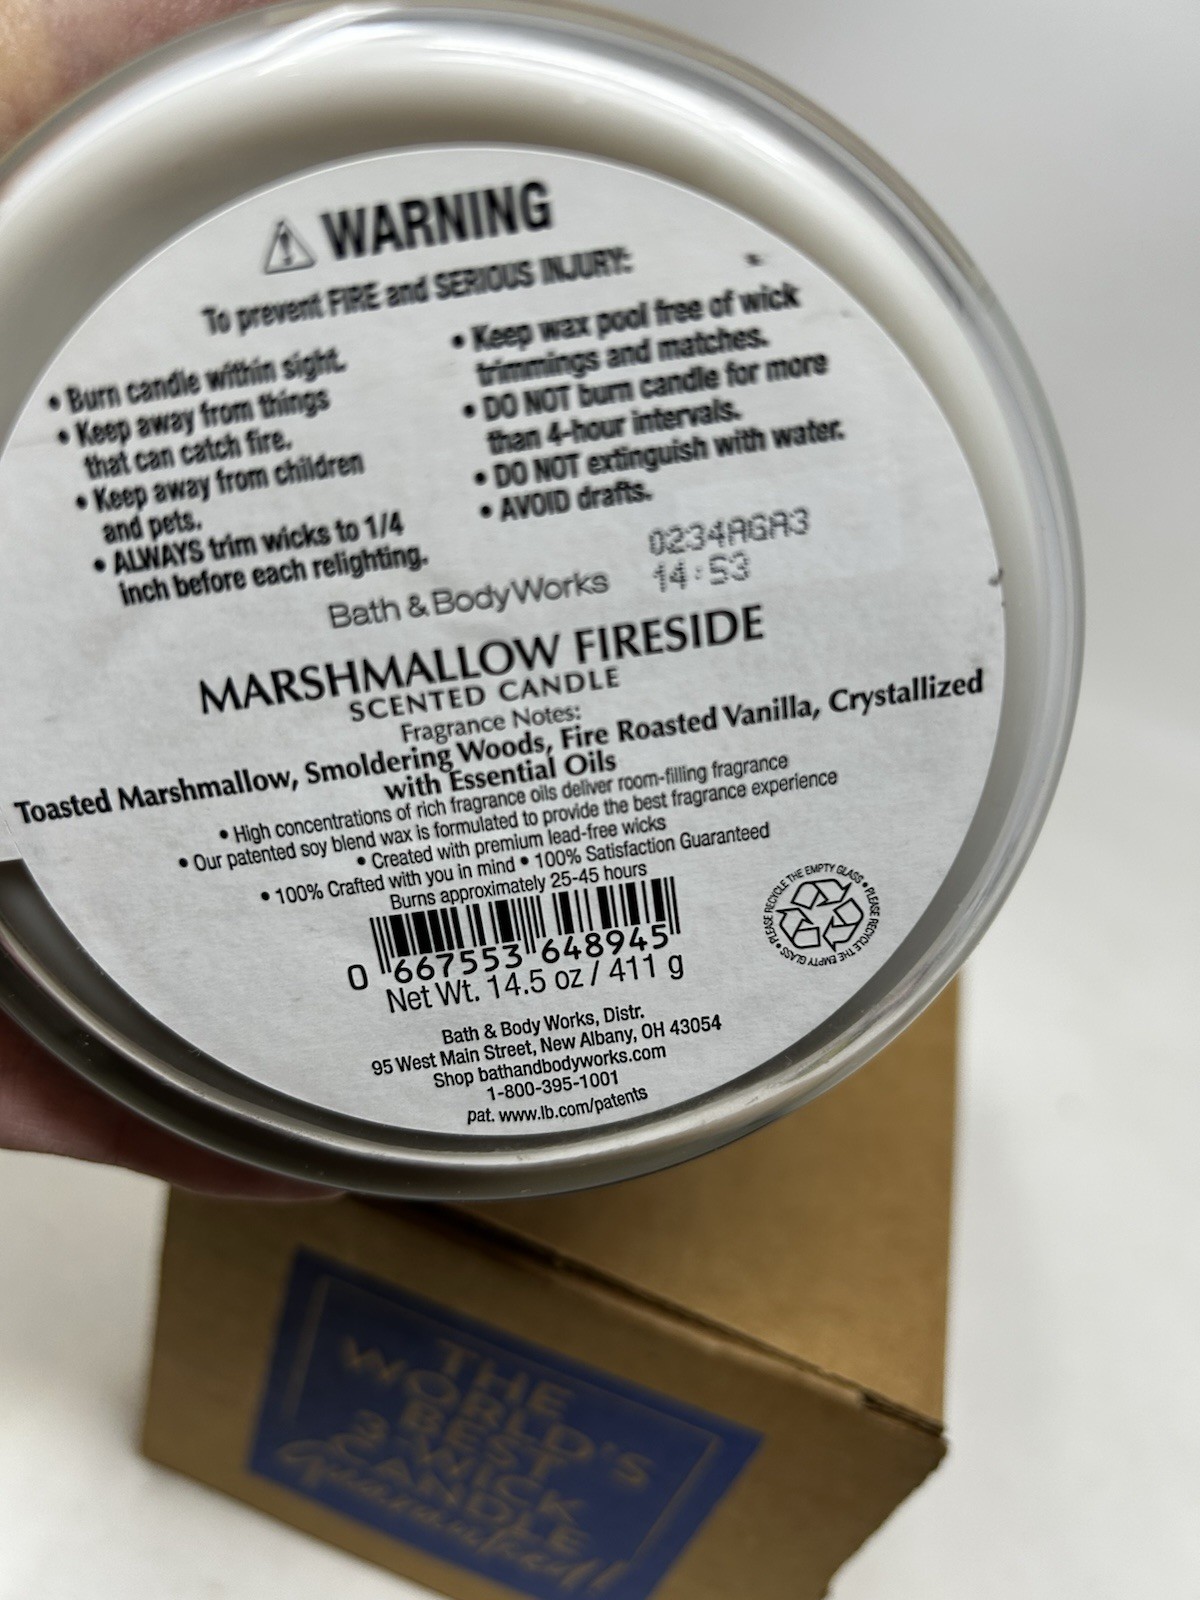 WARNING
To prevent FIRE and SERIOUS INJURY:
• Burn candle within sight.
• Keep away from things
that can catch fire.
• Keep away from children
and pets.
• ALWAYS trim wicks to 1/4
inch before each relighting.
• Keep wax pool free of wick
trimmings and matches.
• DO NOT burn candle for more
than 4-hour intervals.
• DO NOT extinguish with water.
• AVOID drafts.
0234AGA3
14:53
Bath & Body Works
MARSHMALLOW FIRESIDE
SCENTED CANDLE
Fragrance Notes:
Toasted Marshmallow, Smoldering Woods, Fire Roasted Vanilla, Crystallized
with Essential Oils
• High concentrations of rich fragrance oils deliver room-filling fragrance
• Our patented soy blend wax is formulated to provide the best fragrance experience
• Created with premium lead-free wicks
• 100% Crafted with you in mind • 100% Satisfaction Guaranteed
Burns approximately 25-45 hours
0 667553 648945
Net Wt. 14.5 oz / 411 g
• PLEASE RECYCLE THE EMPTY GLASS • PLEASE RECYCLE THE EMPTY GLASS
Bath & Body Works, Distr.
95 West Main Street, New Albany, OH 43054
Shop bathandbodyworks.com
1-800-395-1001
pat. www.lb.com/patents
THE
WORLD'S
BEST
3-WICK
CANDLE
Guaranteed!